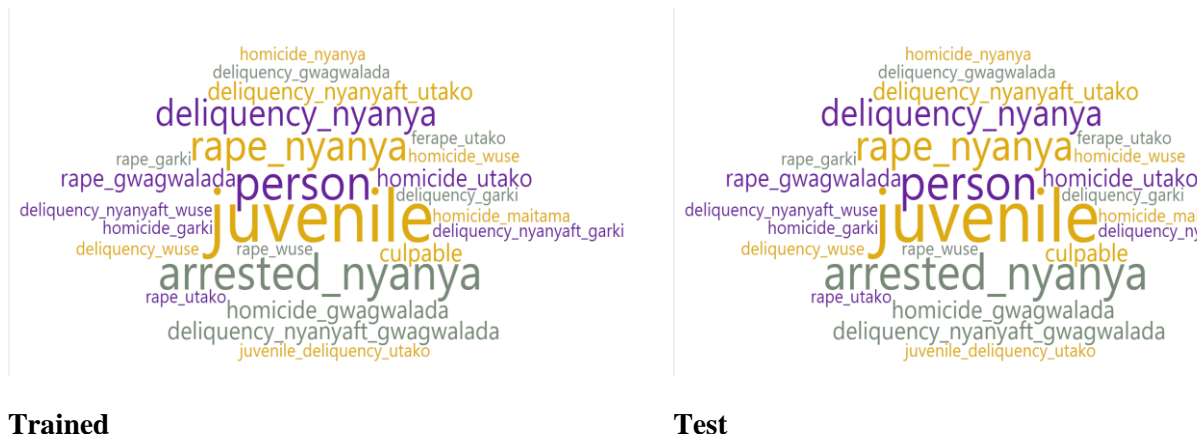 homicide_nyanya
deliquency_gwagwalada
deliquency_nyanyaft_utako
deliquency_nyanya
ferape_utako
rape_nyanya
homicide_wuse
rape_garki
rape_gwagwalada
person
homicide_utako
deliquency_garki
deliquency_nyanyaft_wuse
juvenile
homicide_maitama
homicide_garki
deliquency_nyanyaft_garki
deliquency_wuse
rape_wuse
culpable
arrested_nyanya
rape_utako
homicide_gwagwalada
deliquency_nyanyaft_gwagwalada
juvenile_deliquency_utako
Trained
homicide_nyanya
deliquency_gwagwalada
deliquency_nyanyaft_utako
deliquency_nyanya
ferape_utako
rape_nyanya
homicide_wuse
rape_garki
rape_gwagwalada
person
homicide_utako
deliquency_garki
deliquency_nyanyaft_wuse
juvenile
homicide_mai
homicide_garki
deliquency_ny
deliquency_wuse
rape_wuse
culpable
arrested_nyanya
rape_utako
homicide_gwagwalada
deliquency_nyanyaft_gwagwalada
juvenile_deliquency_utako
Test